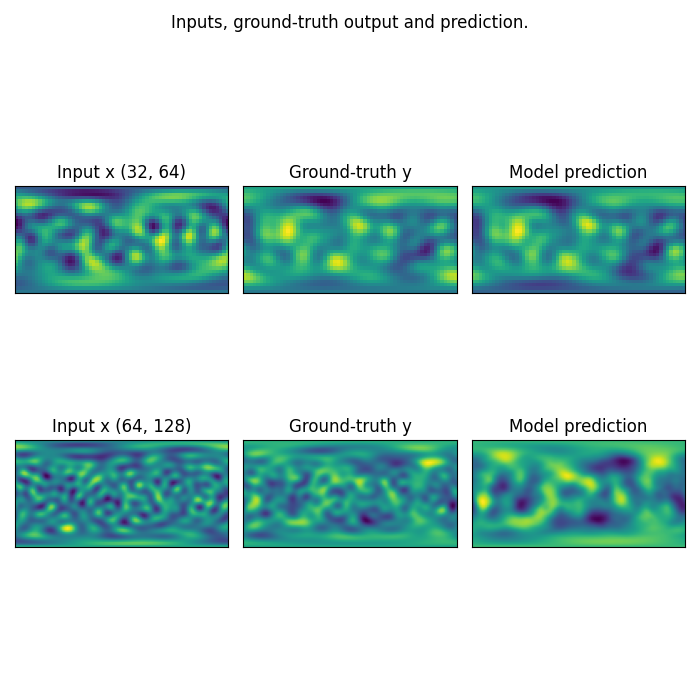 Inputs, ground-truth output and prediction.
Input x (32, 64)
Ground-truth y
Model prediction
Input x (64, 128)
Ground-truth y
Model prediction